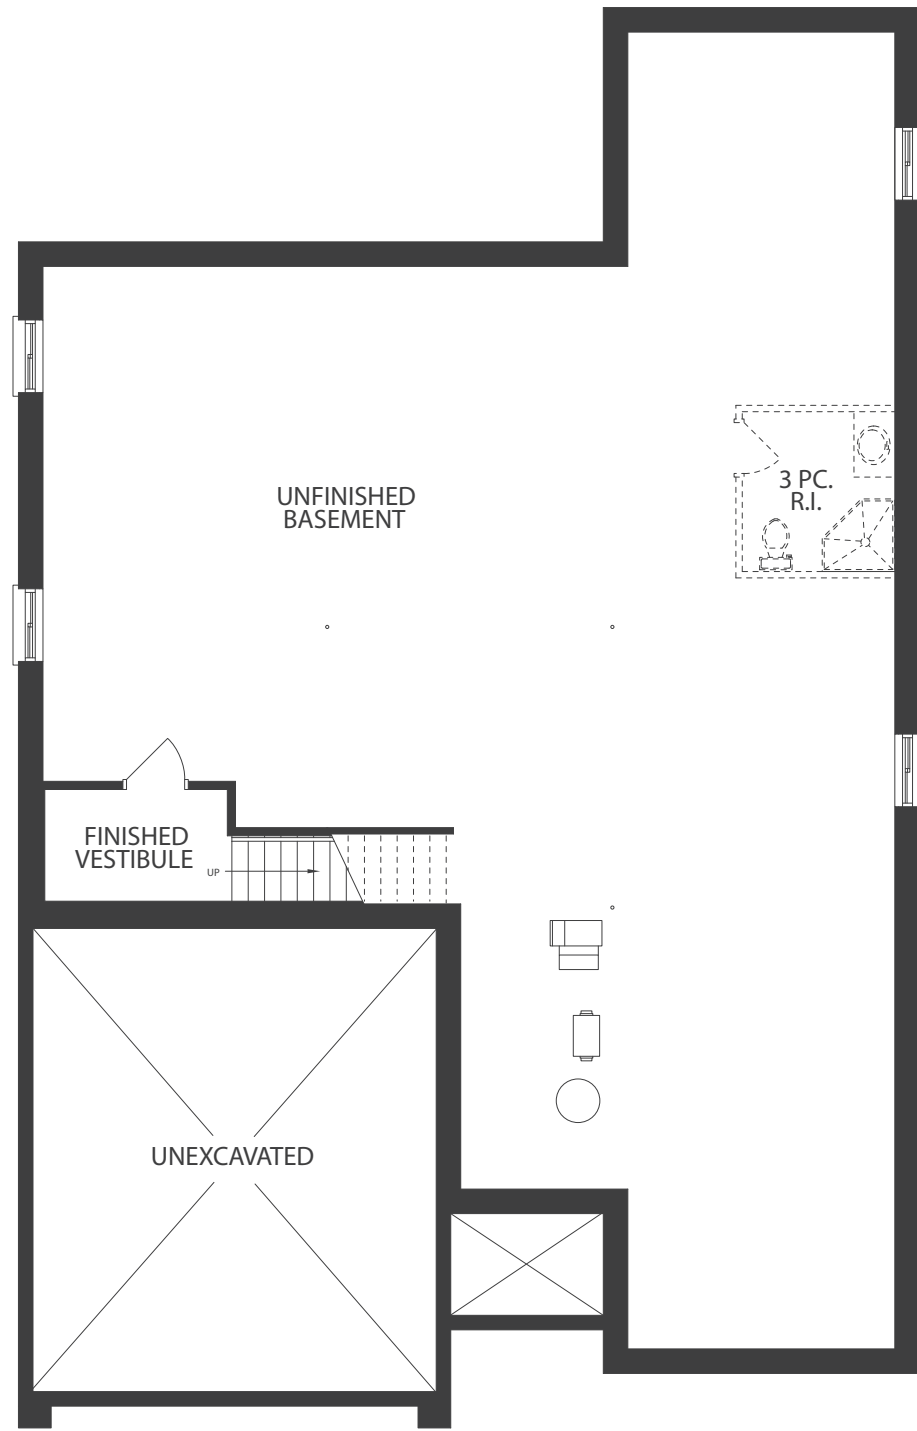 3 PC.
R.I.
UNFINISHED
BASEMENT
FINISHED
VESTIBULE
UP
UNEXCAVATED